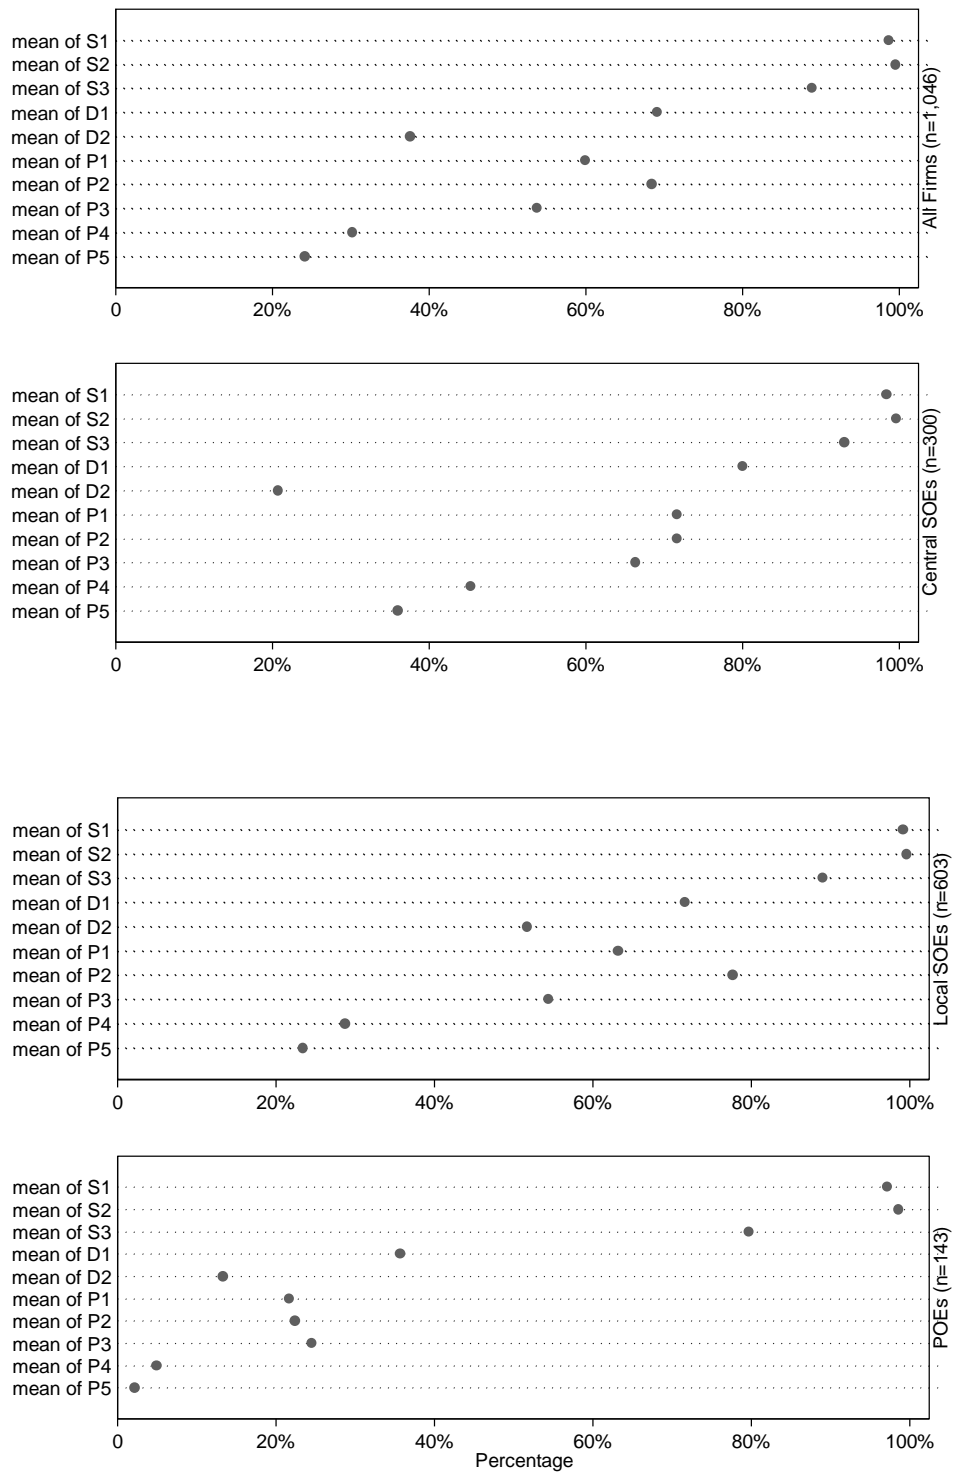 mean of S1
mean of S2
mean of S3
mean of D1
mean of D2
mean of P1
mean of P2
mean of P3
mean of P4
mean of P5
0 20% 40% 60% 80% 100%
All Firms (n=1,046)
mean of S1
mean of S2
mean of S3
mean of D1
mean of D2
mean of P1
mean of P2
mean of P3
mean of P4
mean of P5
0 20% 40% 60% 80% 100%
Central SOEs (n=300)
mean of S1
mean of S2
mean of S3
mean of D1
mean of D2
mean of P1
mean of P2
mean of P3
mean of P4
mean of P5
0 20% 40% 60% 80% 100%
Local SOEs (n=603)
mean of S1
mean of S2
mean of S3
mean of D1
mean of D2
mean of P1
mean of P2
mean of P3
mean of P4
mean of P5
0 20% 40% 60% 80% 100%
POEs (n=143)
Percentage